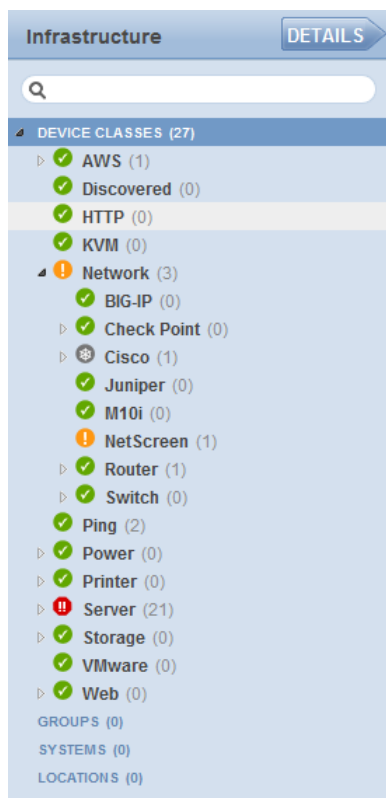 Infrastructure DETAILS
DEVICE CLASSES (27)
AWS (1)
Discovered (0)
HTTP (0)
KVM (0)
Network (3)
BIG-IP (0)
Check Point (0)
Cisco (1)
Juniper (0)
M10i (0)
NetScreen (1)
Router (1)
Switch (0)
Ping (2)
Power (0)
Printer (0)
Server (21)
Storage (0)
VMware (0)
Web (0)
GROUPS (0)
SYSTEMS (0)
LOCATIONS (0)